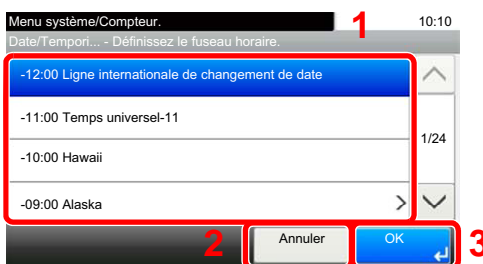 Menu système/Compteur.
1
10:10
Date/Tempori... - Définissez le fuseau horaire.
-12:00 Ligne internationale de changement de date
-11:00 Temps universel-11
1/24
-10:00 Hawaii
-09:00 Alaska
2
Annuler
OK
3